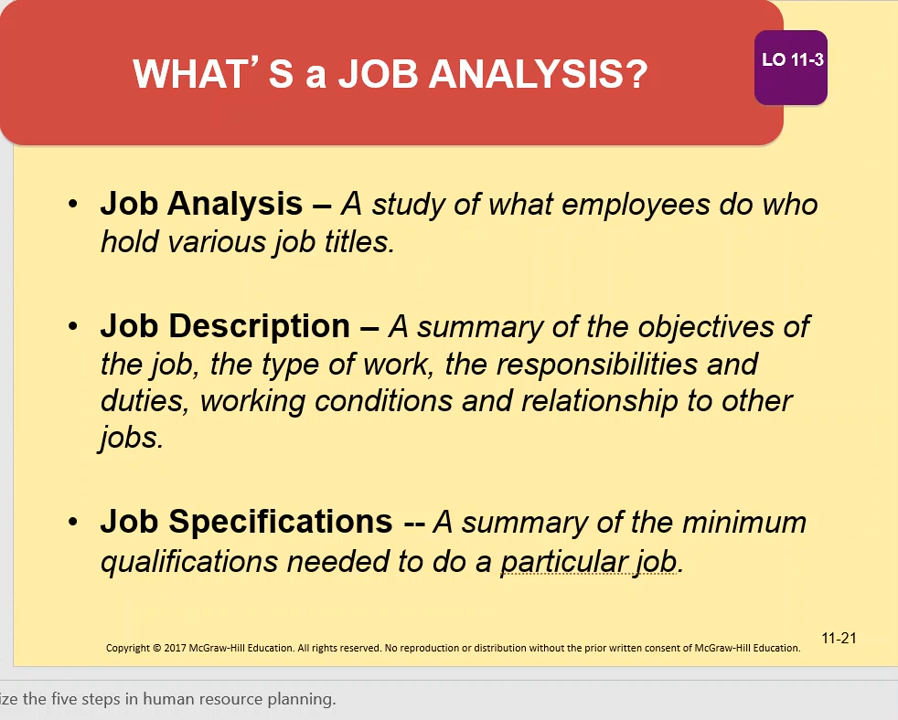 WHAT’S a JOB ANALYSIS?
LO 11-3
• Job Analysis – A study of what employees do who
hold various job titles.
• Job Description – A summary of the objectives of
the job, the type of work, the responsibilities and
duties, working conditions and relationship to other
jobs.
• Job Specifications -- A summary of the minimum
qualifications needed to do a particular job.
11-21
Copyright © 2017 McGraw-Hill Education. All rights reserved. No reproduction or distribution without the prior written consent of McGraw-Hill Education.
ize the five steps in human resource planning.